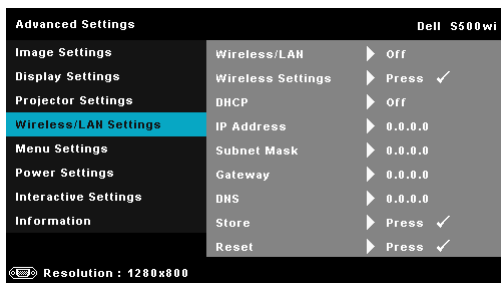 Advanced Settings Dell S500wi
Image Settings
Display Settings
Projector Settings
Wireless/LAN Settings
Menu Settings
Power Settings
Interactive Settings
Information
Wireless/LAN Off
Wireless Settings Press
DHCP Off
IP Address 0.0.0.0
Subnet Mask 0.0.0.0
Gateway 0.0.0.0
DNS 0.0.0.0
Store Press
Reset Press
Resolution : 1280x800